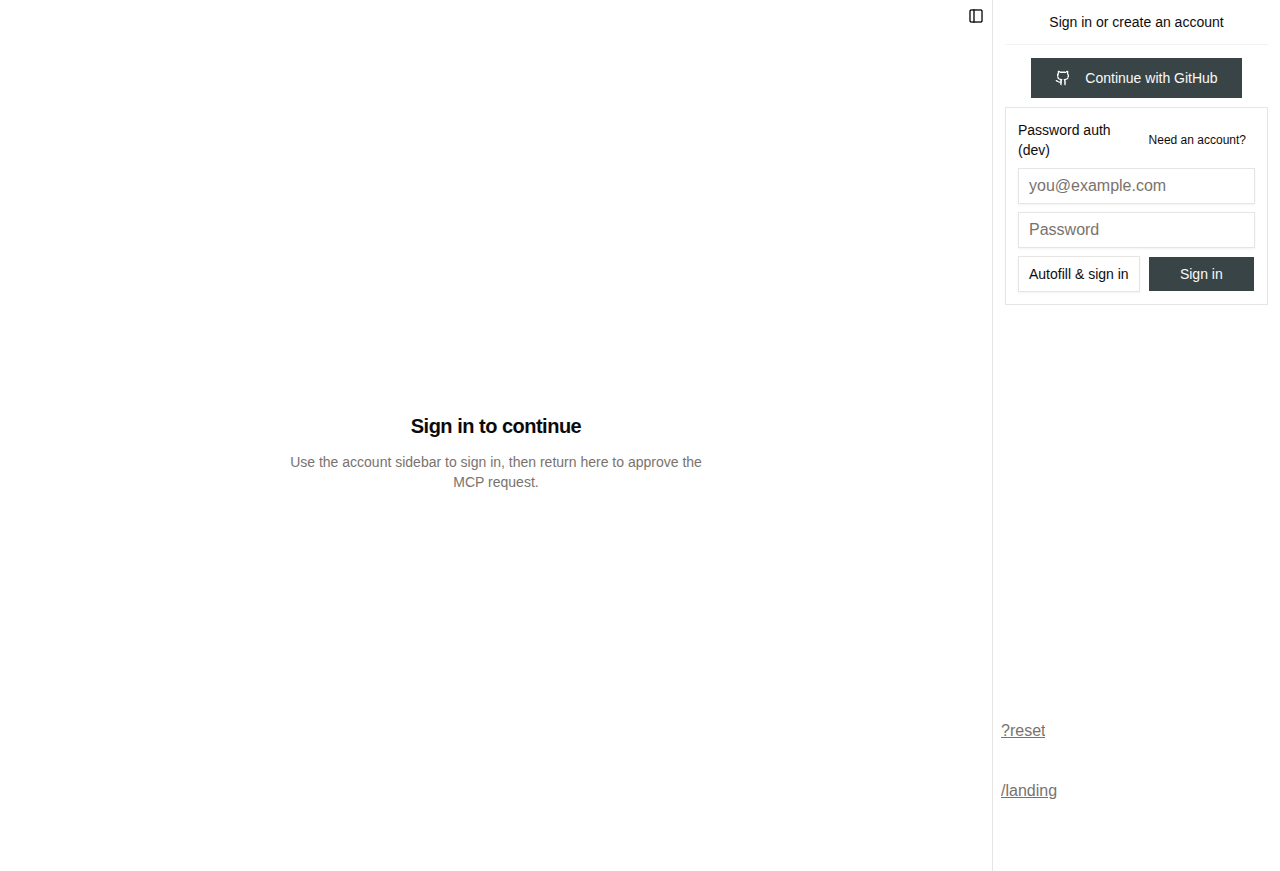 Sign in or create an account
Continue with GitHub
Password auth
(dev)
Need an account?
you@example.com
Password
Autofill & sign in
Sign in
Sign in to continue
Use the account sidebar to sign in, then return here to approve the
MCP request.
?reset
/landing